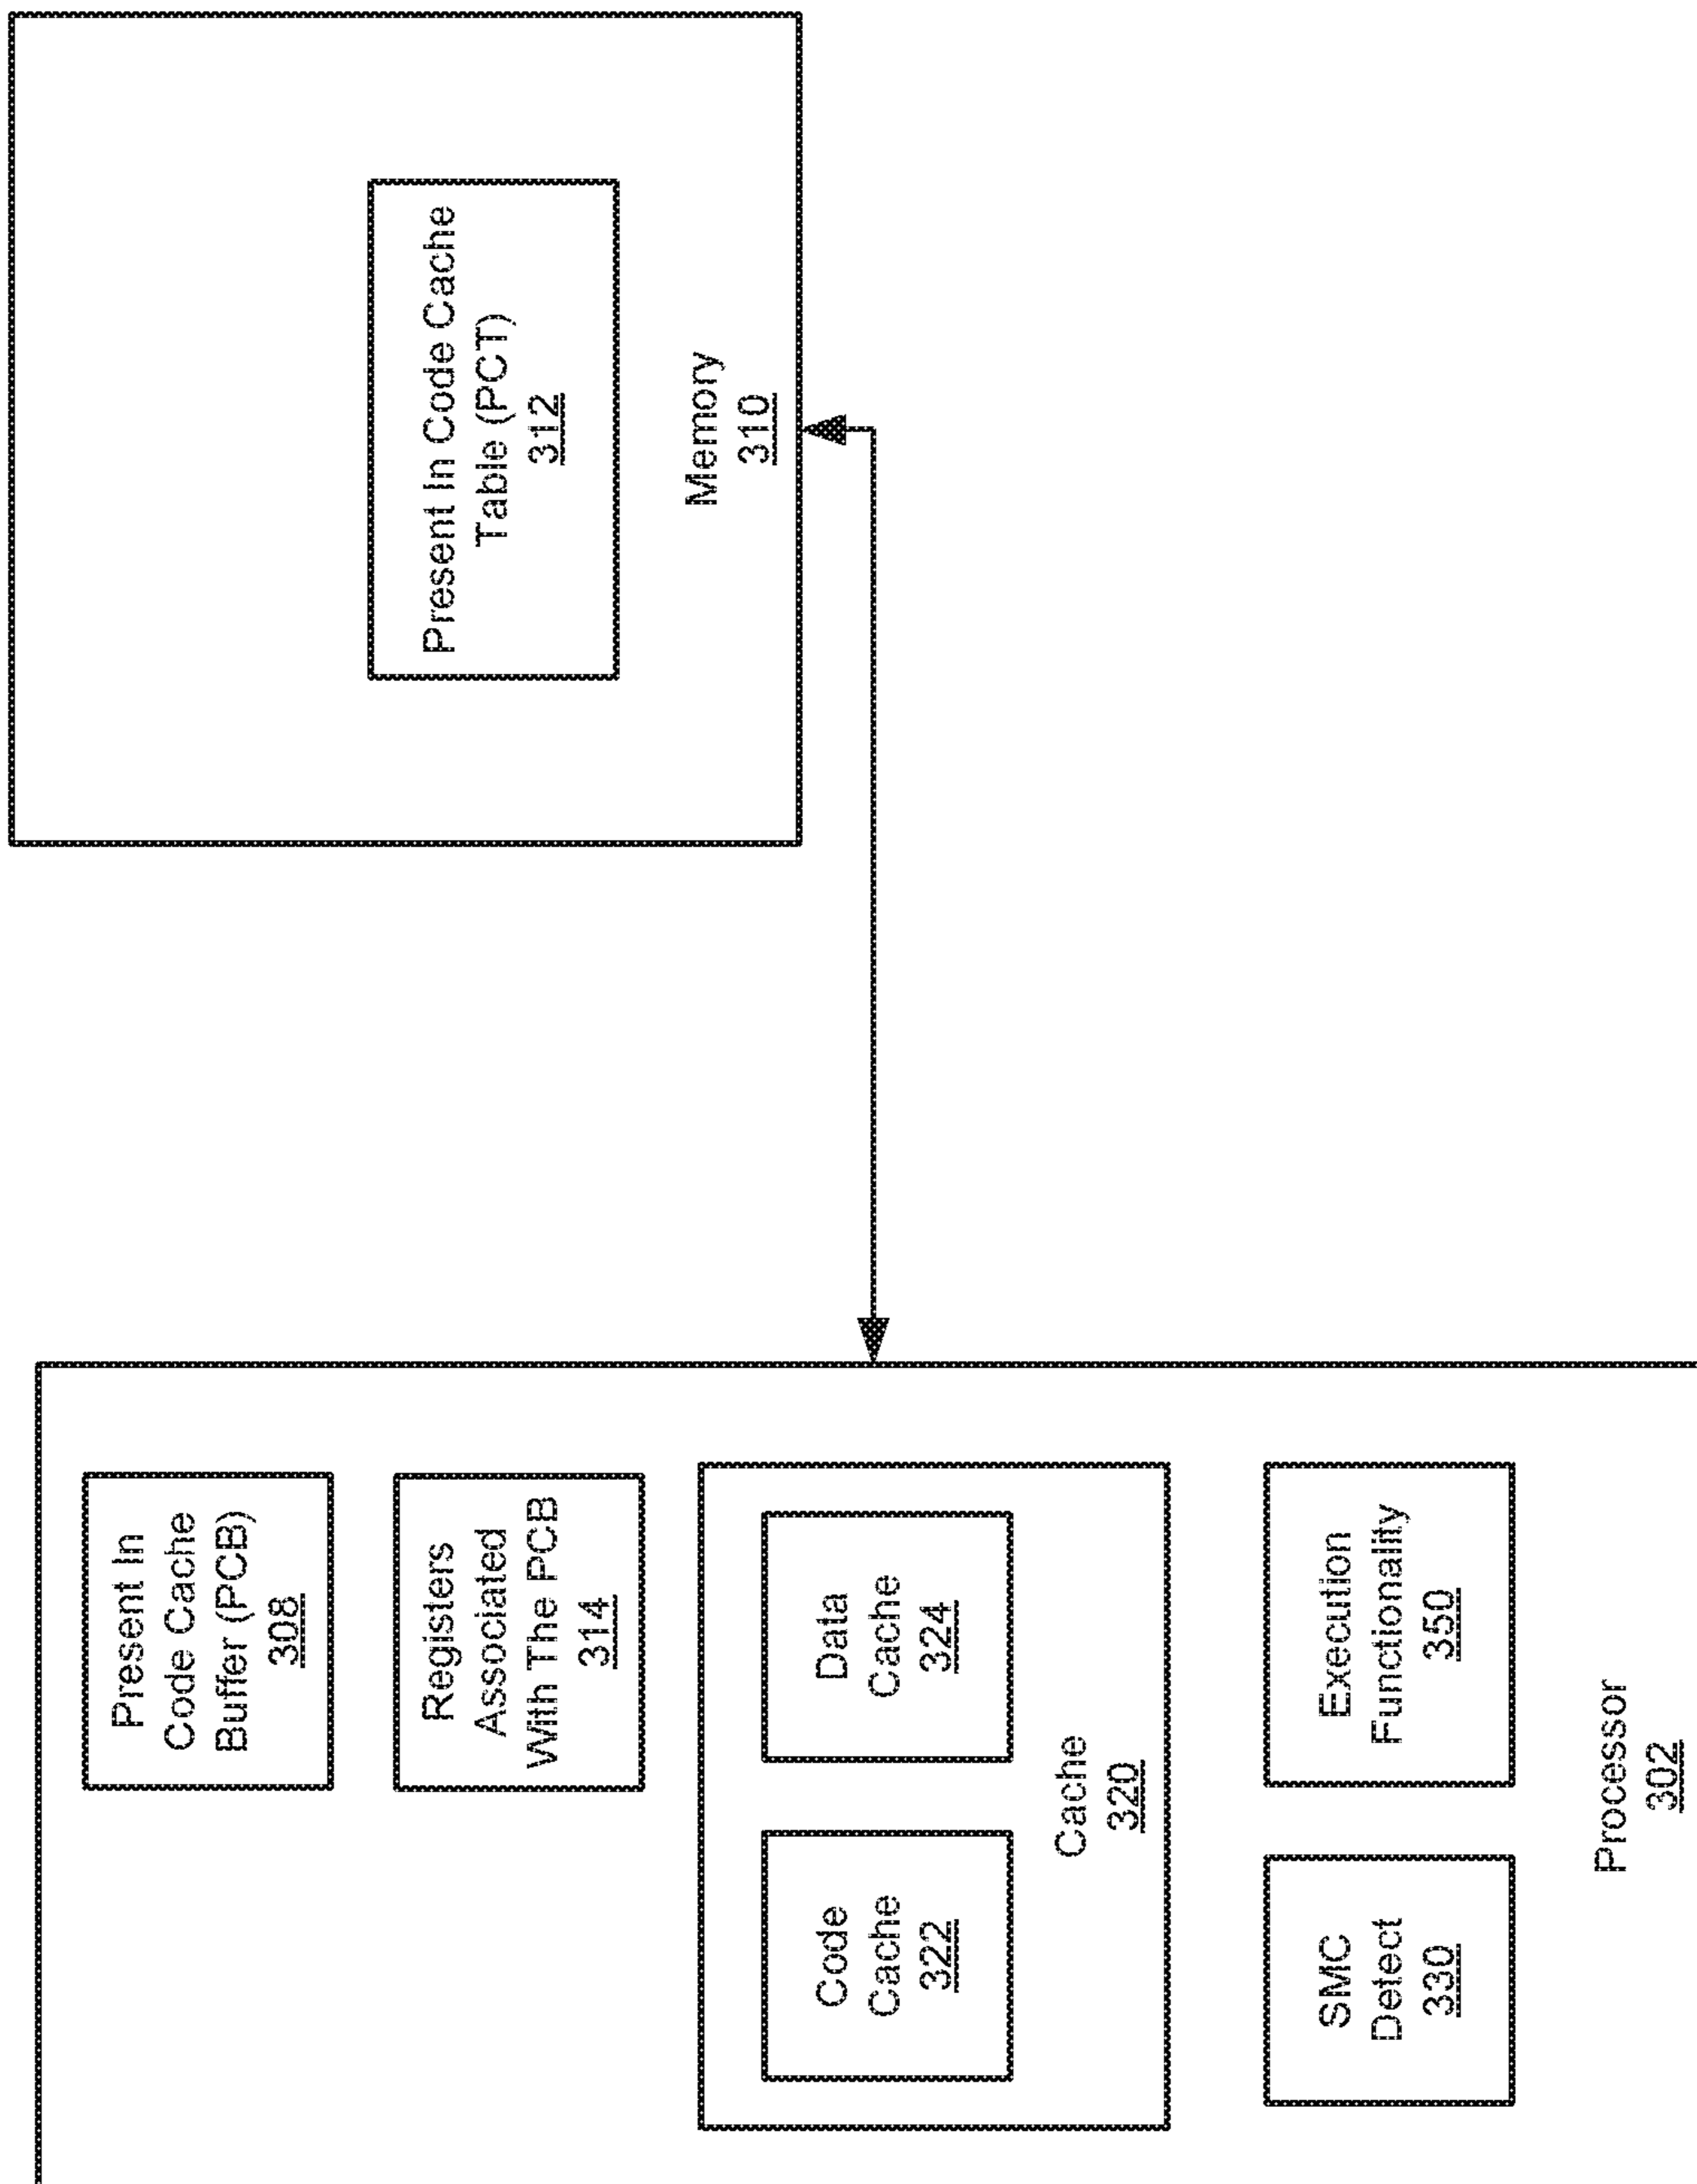 Present In
Code Cache
Buffer (PCB)
308
Registers
Associated
With The PCB
314
Code
Cache
322
Data
Cache
324
Cache
320
SMC
Detect
330
Execution
Functionality
350
Processor
302
Present In Code Cache
Table (PCT)
312
Memory
310